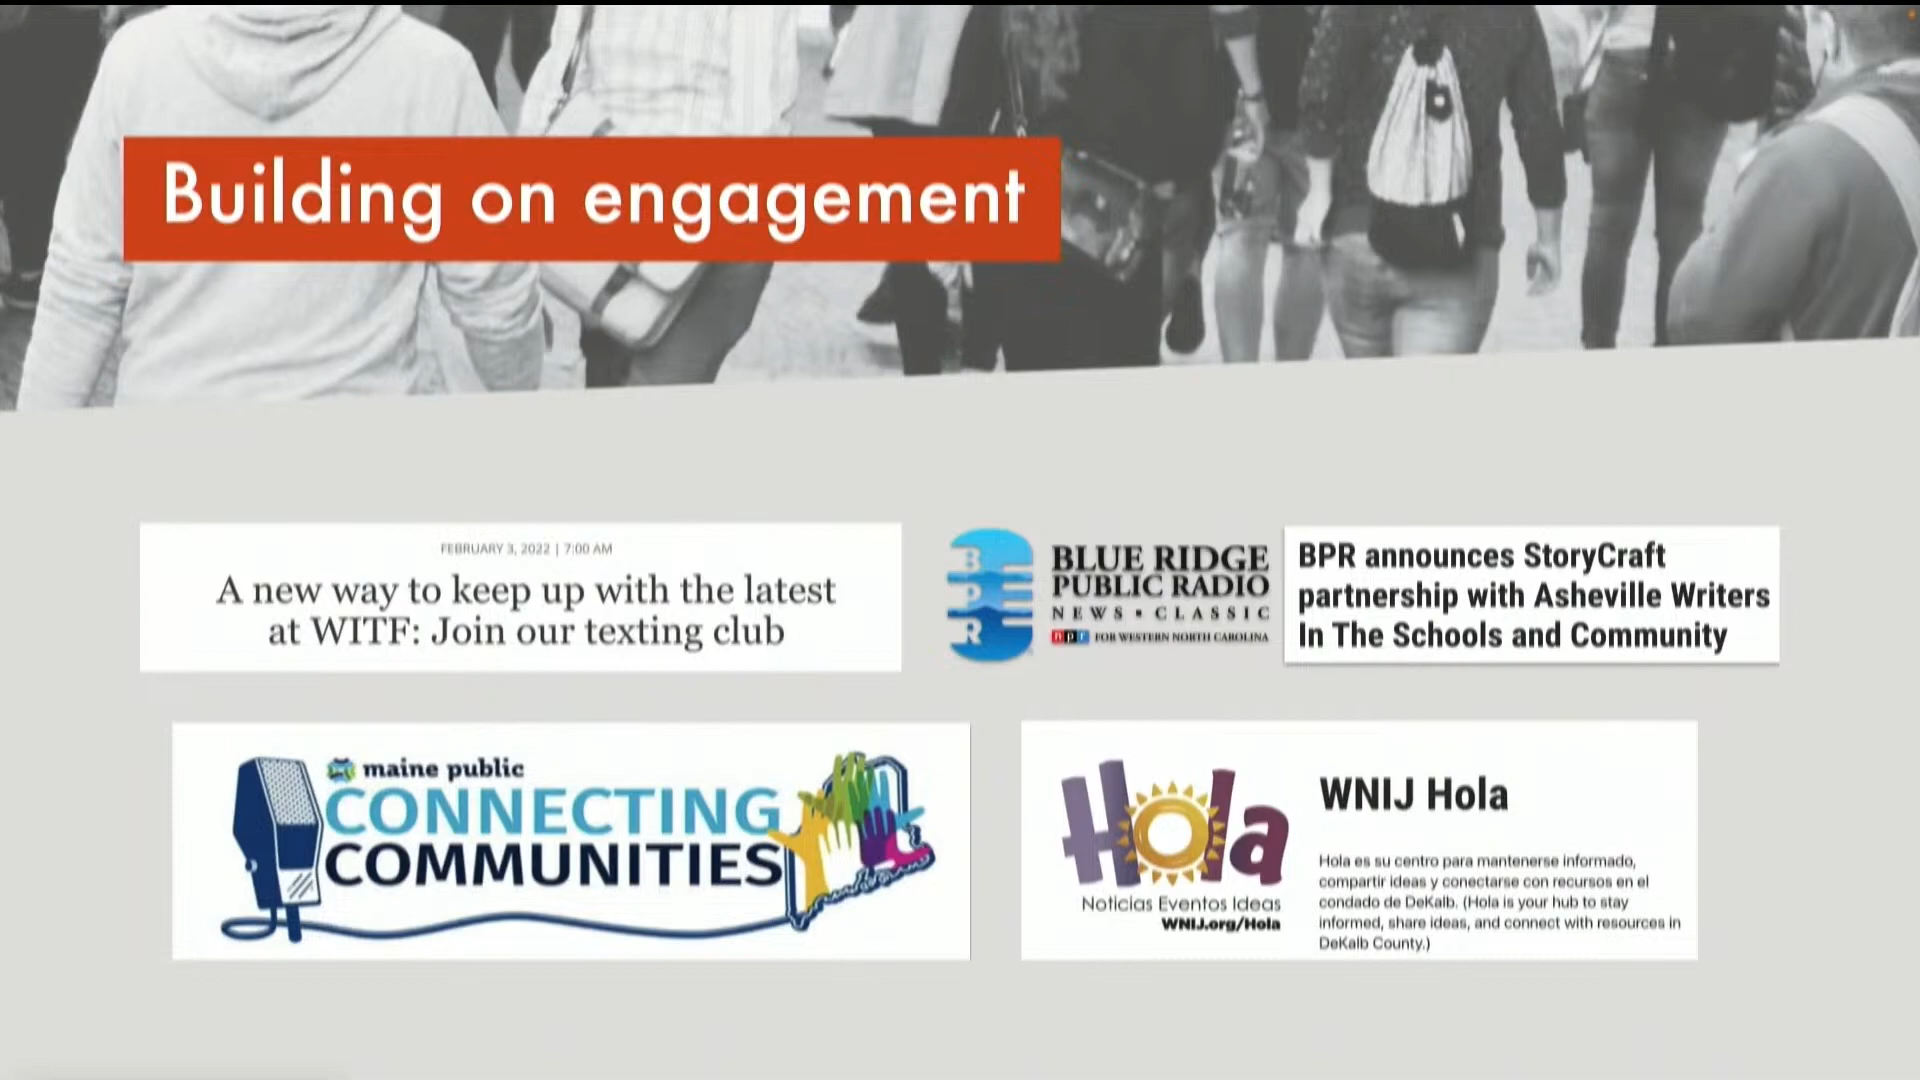 Building on engagement
FEBRUARY 3, 2022 | 7:00 AM
A new way to keep up with the latest
at WITF: Join our texting club
B
P
R
BLUE RIDGE
PUBLIC RADIO
NEWS • CLASSIC
npr FOR WESTERN NORTH CAROLINA
BPR announces StoryCraft
partnership with Asheville Writers
In The Schools and Community
maine public
CONNECTING
COMMUNITIES
Hola
Noticias Eventos Ideas
WNIJ.org/Hola
WNIJ Hola
Hola es su centro para mantenerse informado,
compartir ideas y conectarse con recursos en el
condado de DeKalb. (Hola is your hub to stay
informed, share ideas, and connect with resources in
DeKalb County.)